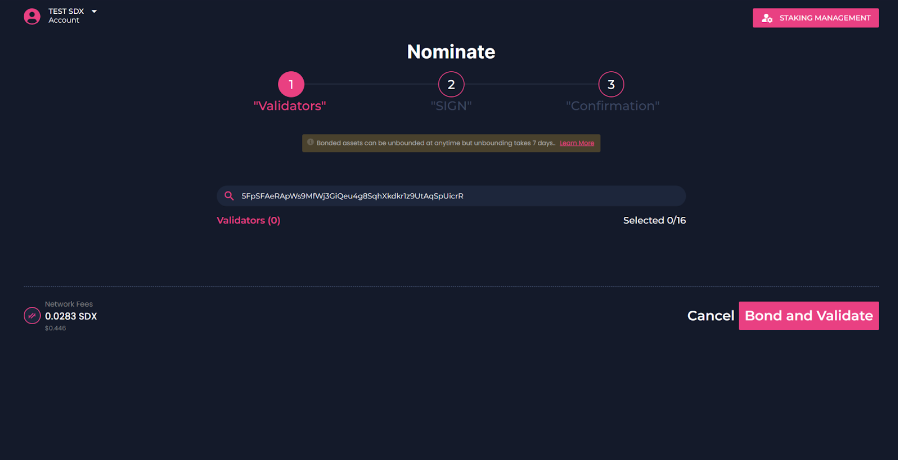 TEST SDX
Account
STAKING MANAGEMENT
Nominate
1
2
3
"Validators"
"SIGN"
"Confirmation"
Bonded assets can be unbounded at anytime but unbounding takes 7 days.. Learn More
5FpSFAeRApWs9MfWj3GiQeu4g8SqhXkdkr1z9UtAqSpUicrR
Validators (0)
Selected 0/16
Network Fees
0.0283 SDX
$0.446
Cancel
Bond and Validate